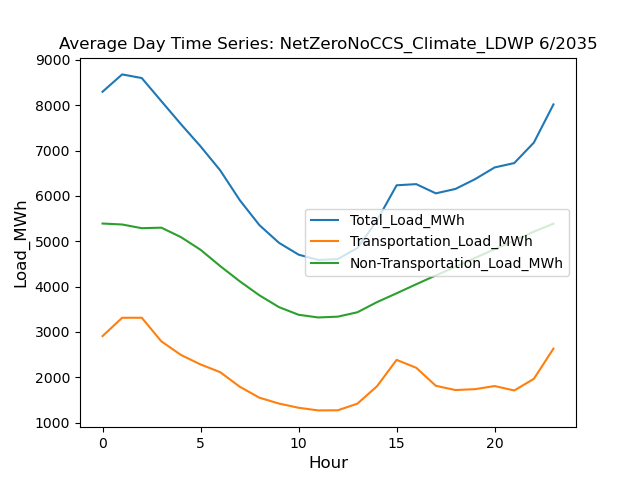 Average Day Time Series: NetZeroNoCCS_Climate_LDWP 6/2035
9000
8000
7000
6000
5000
4000
3000
2000
1000
Load_MWh
Total_Load_MWh
Transportation_Load_MWh
Non-Transportation_Load_MWh
0 5 10 15 20
Hour